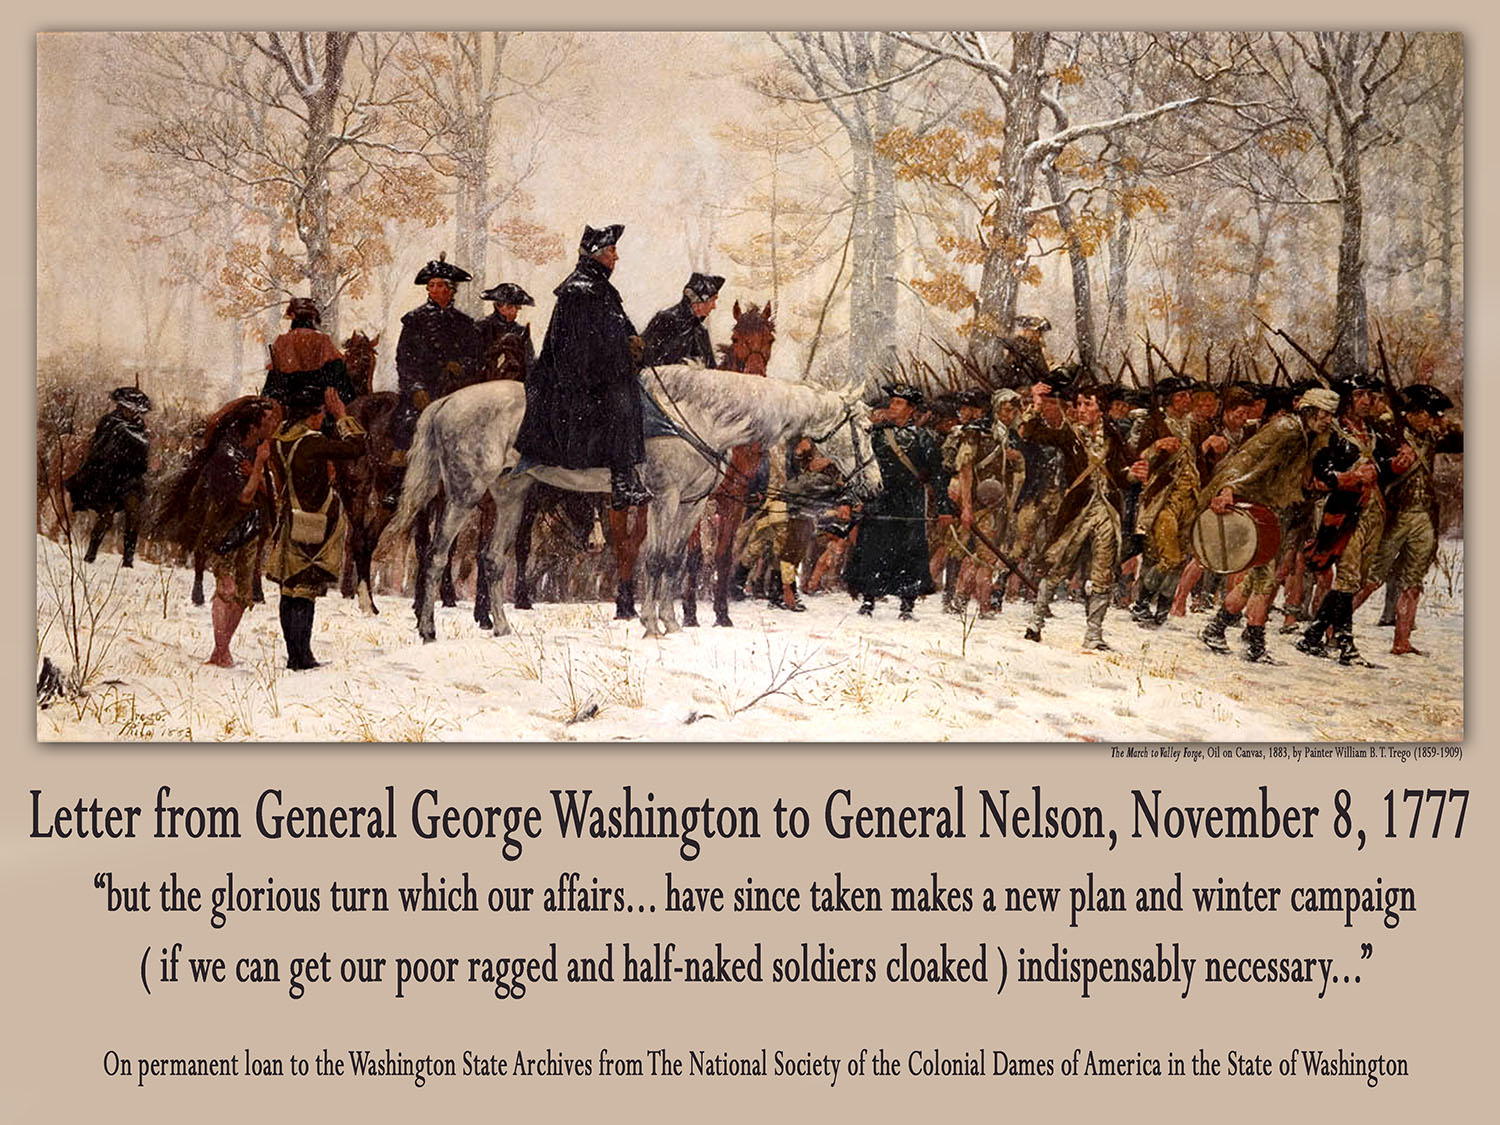 W. T. Trego.
Phila 1883
The March to Valley Forge, Oil on Canvas, 1883, by Painter William B. T. Trego (1859-1909)
Letter from General George Washington to General Nelson, November 8, 1777
“but the glorious turn which our affairs... have since taken makes a new plan and winter campaign
( if we can get our poor ragged and half-naked soldiers cloaked ) indispensably necessary...”
On permanent loan to the Washington State Archives from The National Society of the Colonial Dames of America in the State of Washington